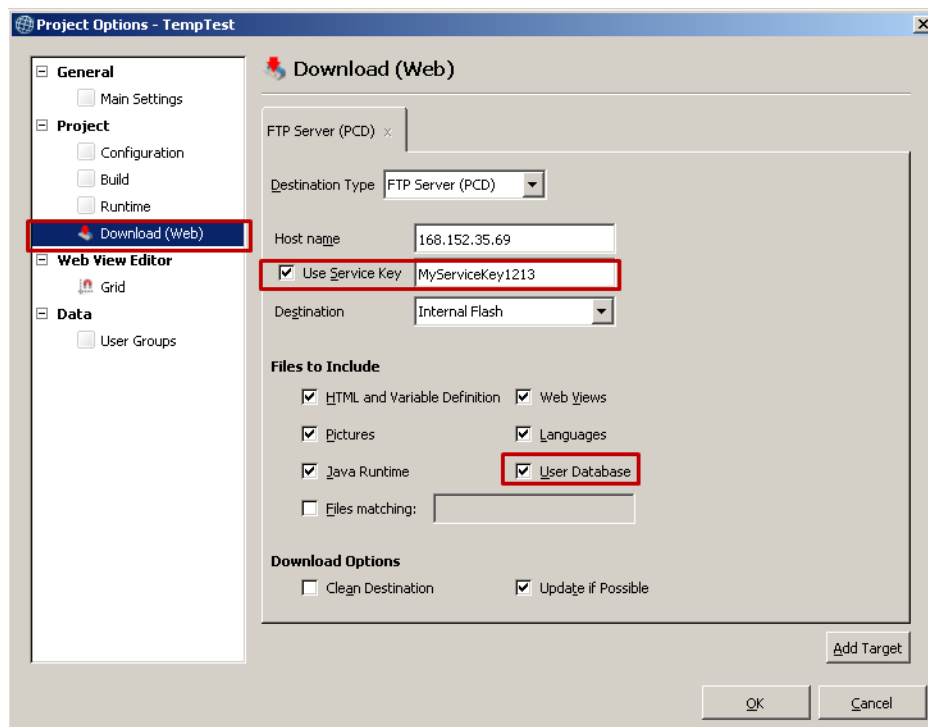 Project Options - TempTest
General
Main Settings
Project
Configuration
Build
Runtime
Download (Web)
Web View Editor
Grid
Data
User Groups
Download (Web)
FTP Server (PCD) x
Destination Type FTP Server (PCD)
Host name 168.152.35.69
Use Service Key MyServiceKey1213
Destination Internal Flash
Files to Include
HTML and Variable Definition Web Views
Pictures Languages
Java Runtime User Database
Files matching:
Download Options
Clean Destination Update if Possible
Add Target
OK Cancel